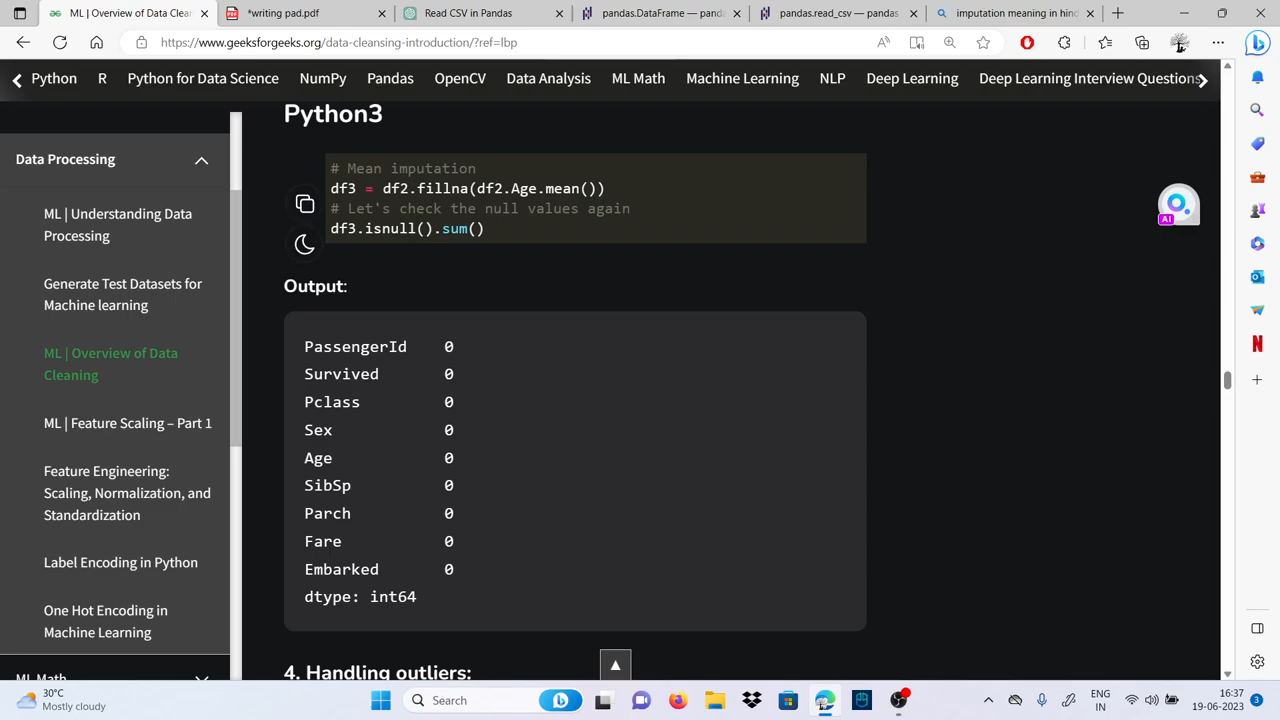 ML | Overview of Data Clean
*writing pad.pdf
Read CSV in Pandas
pandas.DataFrame — panda
pandas.read_csv — pandas
imputation meaning in hind
https://www.geeksforgeeks.org/data-cleansing-introduction/?ref=lbp
Python R Python for Data Science NumPy Pandas OpenCV Data Analysis ML Math Machine Learning NLP Deep Learning Deep Learning Interview Questions
Data Processing
ML | Understanding Data
Processing
Generate Test Datasets for
Machine learning
ML | Overview of Data
Cleaning
ML | Feature Scaling – Part 1
Feature Engineering:
Scaling, Normalization, and
Standardization
Label Encoding in Python
One Hot Encoding in
Machine Learning
ML Math
Python3
# Mean imputation
df3 = df2.fillna(df2.Age.mean())
# Let's check the null values again
df3.isnull().sum()
Output:
PassengerId 0
Survived 0
Pclass 0
Sex 0
Age 0
SibSp 0
Parch 0
Fare 0
Embarked 0
dtype: int64
4. Handling outliers:
AI
30°C
Mostly cloudy
Search
ENG
IN
16:37
19-06-2023
3